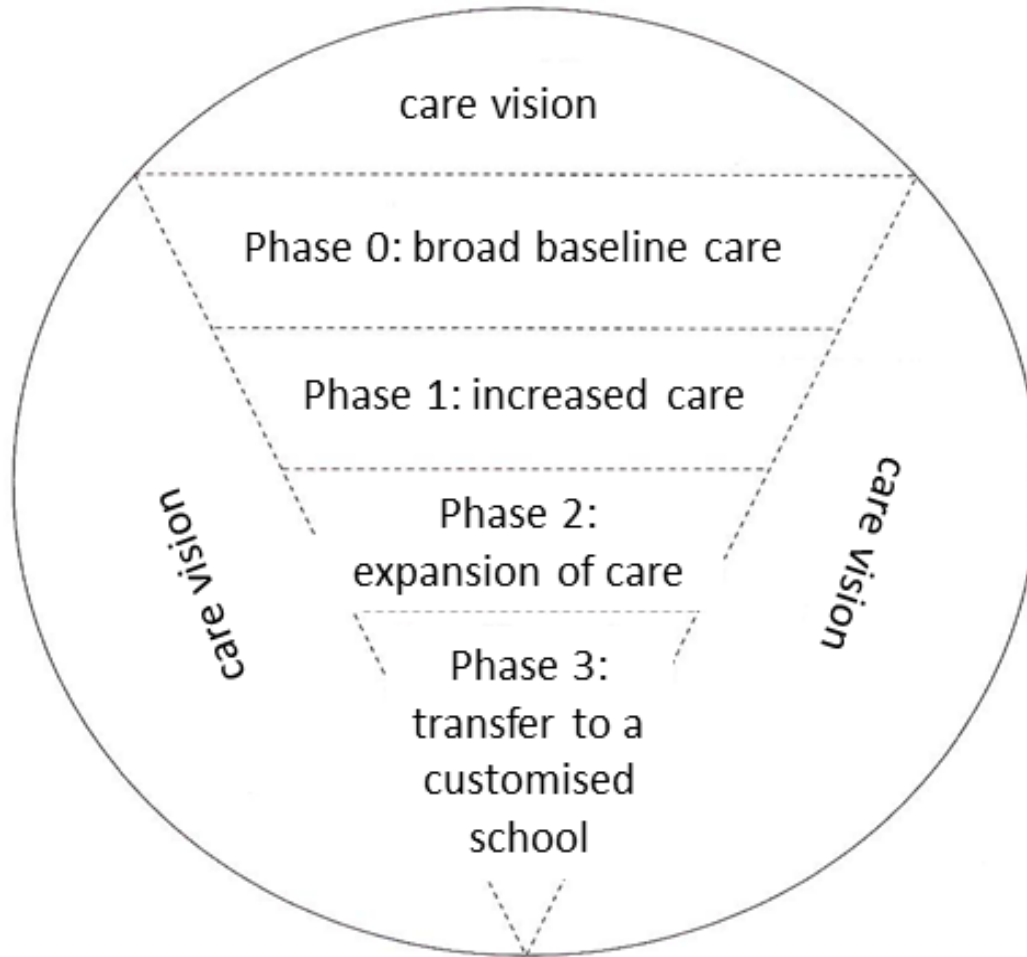 care vision
Phase 0: broad baseline care
Phase 1: increased care
Phase 2:
expansion of care
care vision
care vision
Phase 3:
transfer to a
customised
school